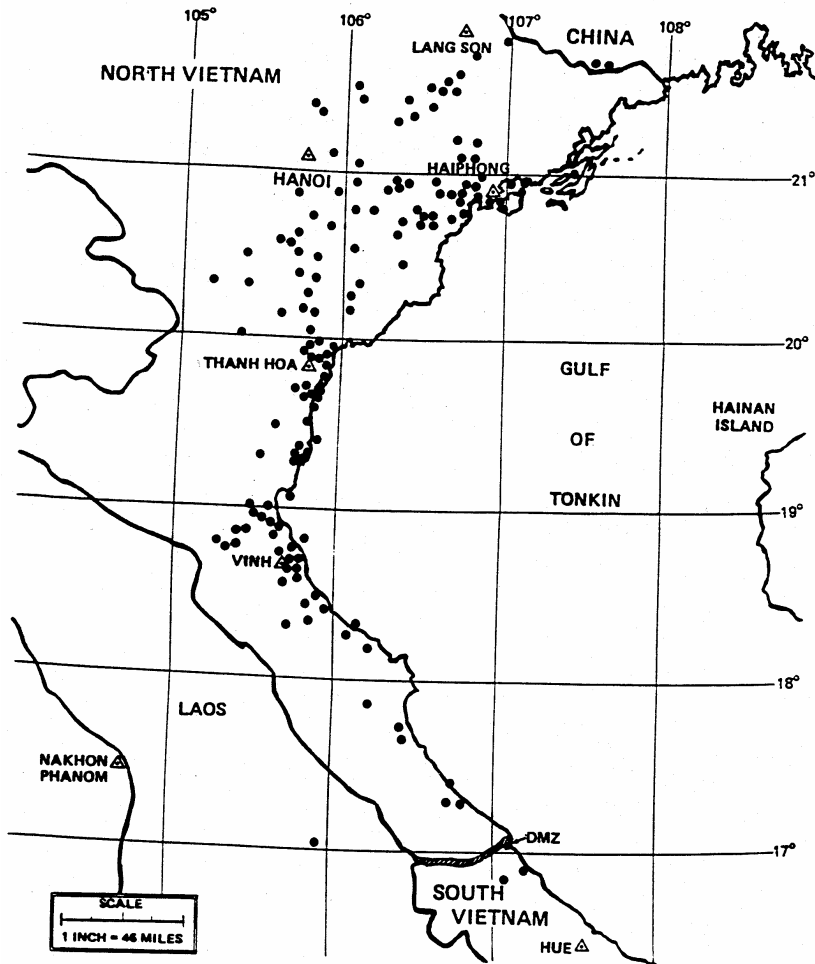 105° 106° 107° 108°
LANG SON
CHINA
NORTH VIETNAM
HANOI
HAIPHONG
21°
THANH HOA
20°
GULF
OF
TONKIN
HAINAN
ISLAND
19°
VINH
18°
LAOS
NAKHON
PHANOM
DMZ
17°
SOUTH
VIETNAM
HUE
SCALE
1 INCH = 46 MILES